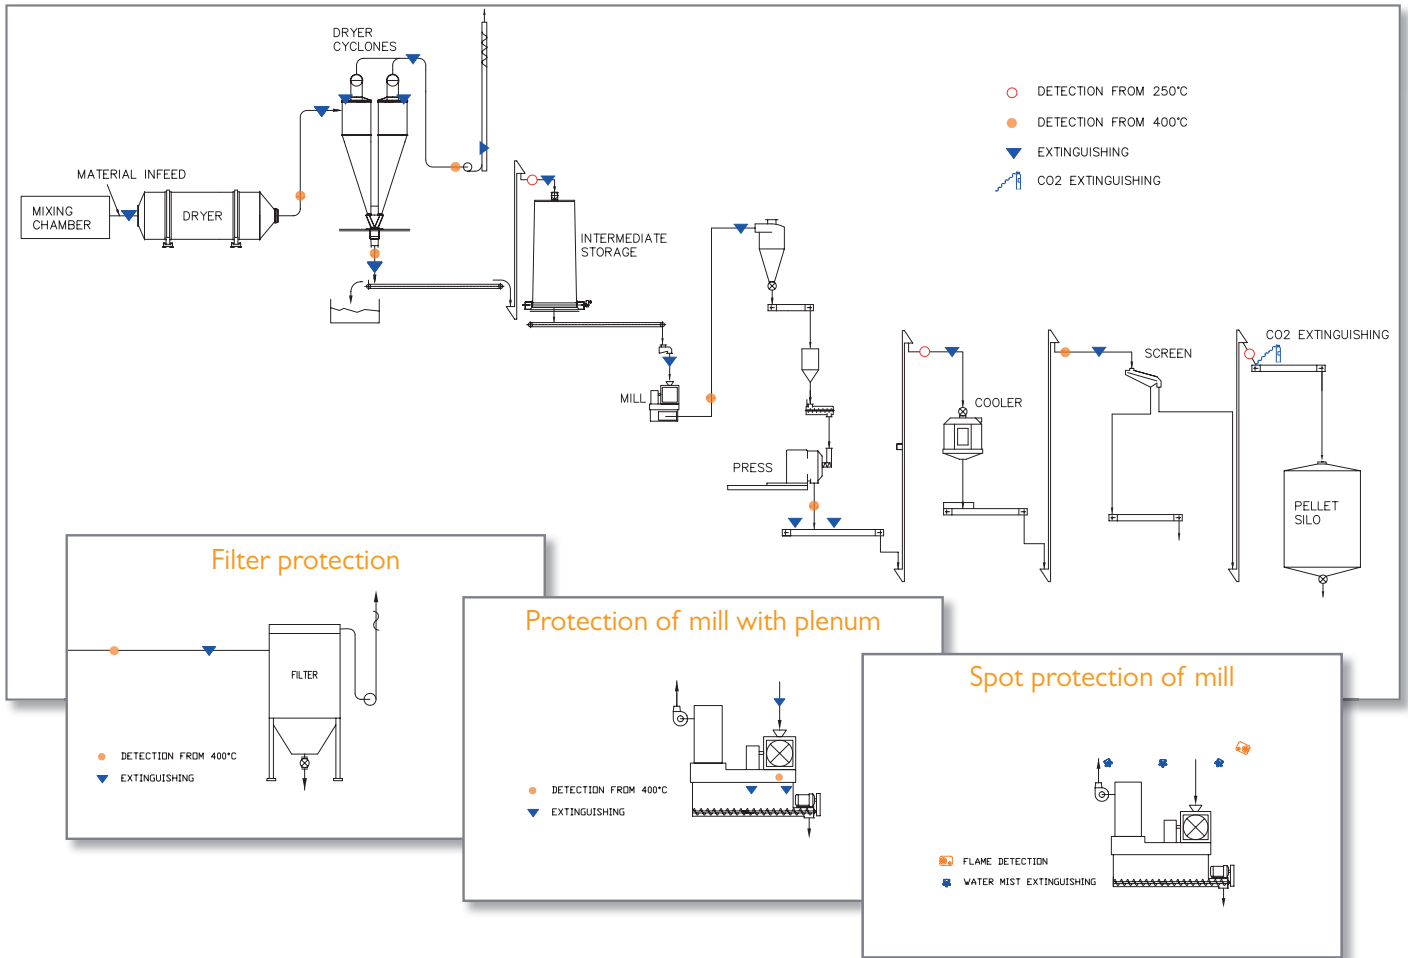 DRYER
CYCLONES
DETECTION FROM 250°C
DETECTION FROM 400°C
EXTINGUISHING
CO2 EXTINGUISHING
MATERIAL INFEED
MIXING
CHAMBER
DRYER
INTERMEDIATE
STORAGE
MILL
PRESS
COOLER
SCREEN
CO2 EXTINGUISHING
PELLET
SILO
Filter protection
FILTER
DETECTION FROM 400°C
EXTINGUISHING
Protection of mill with plenum
DETECTION FROM 400°C
EXTINGUISHING
Spot protection of mill
FLAME DETECTION
WATER MIST EXTINGUISHING